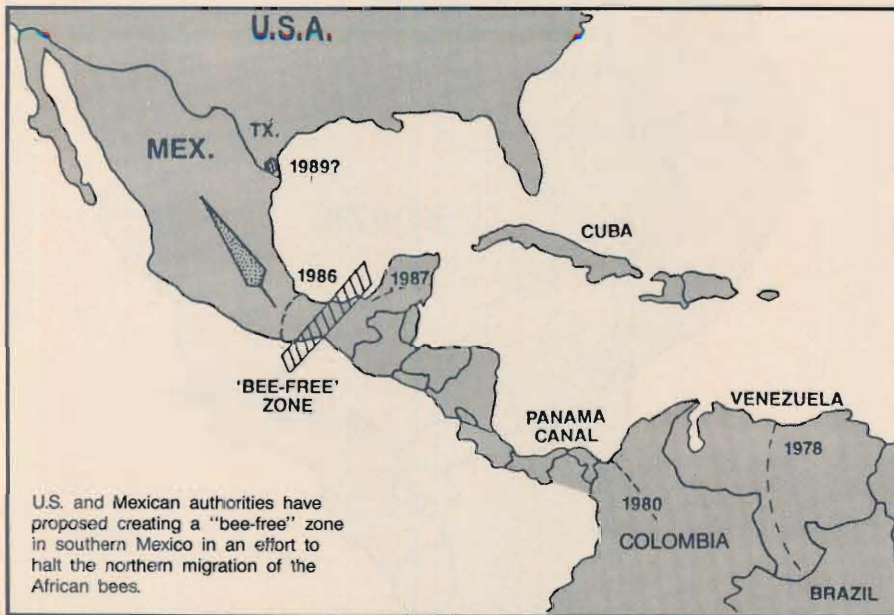 U.S.A.
TX.
MEX.
1989?
CUBA
1986
1987
'BEE-FREE'
ZONE
PANAMA
CANAL
VENEZUELA
1978
1980
COLOMBIA
BRAZIL
U.S. and Mexican authorities have
proposed creating a "bee-free" zone
in southern Mexico in an effort to
halt the northern migration of the
African bees.